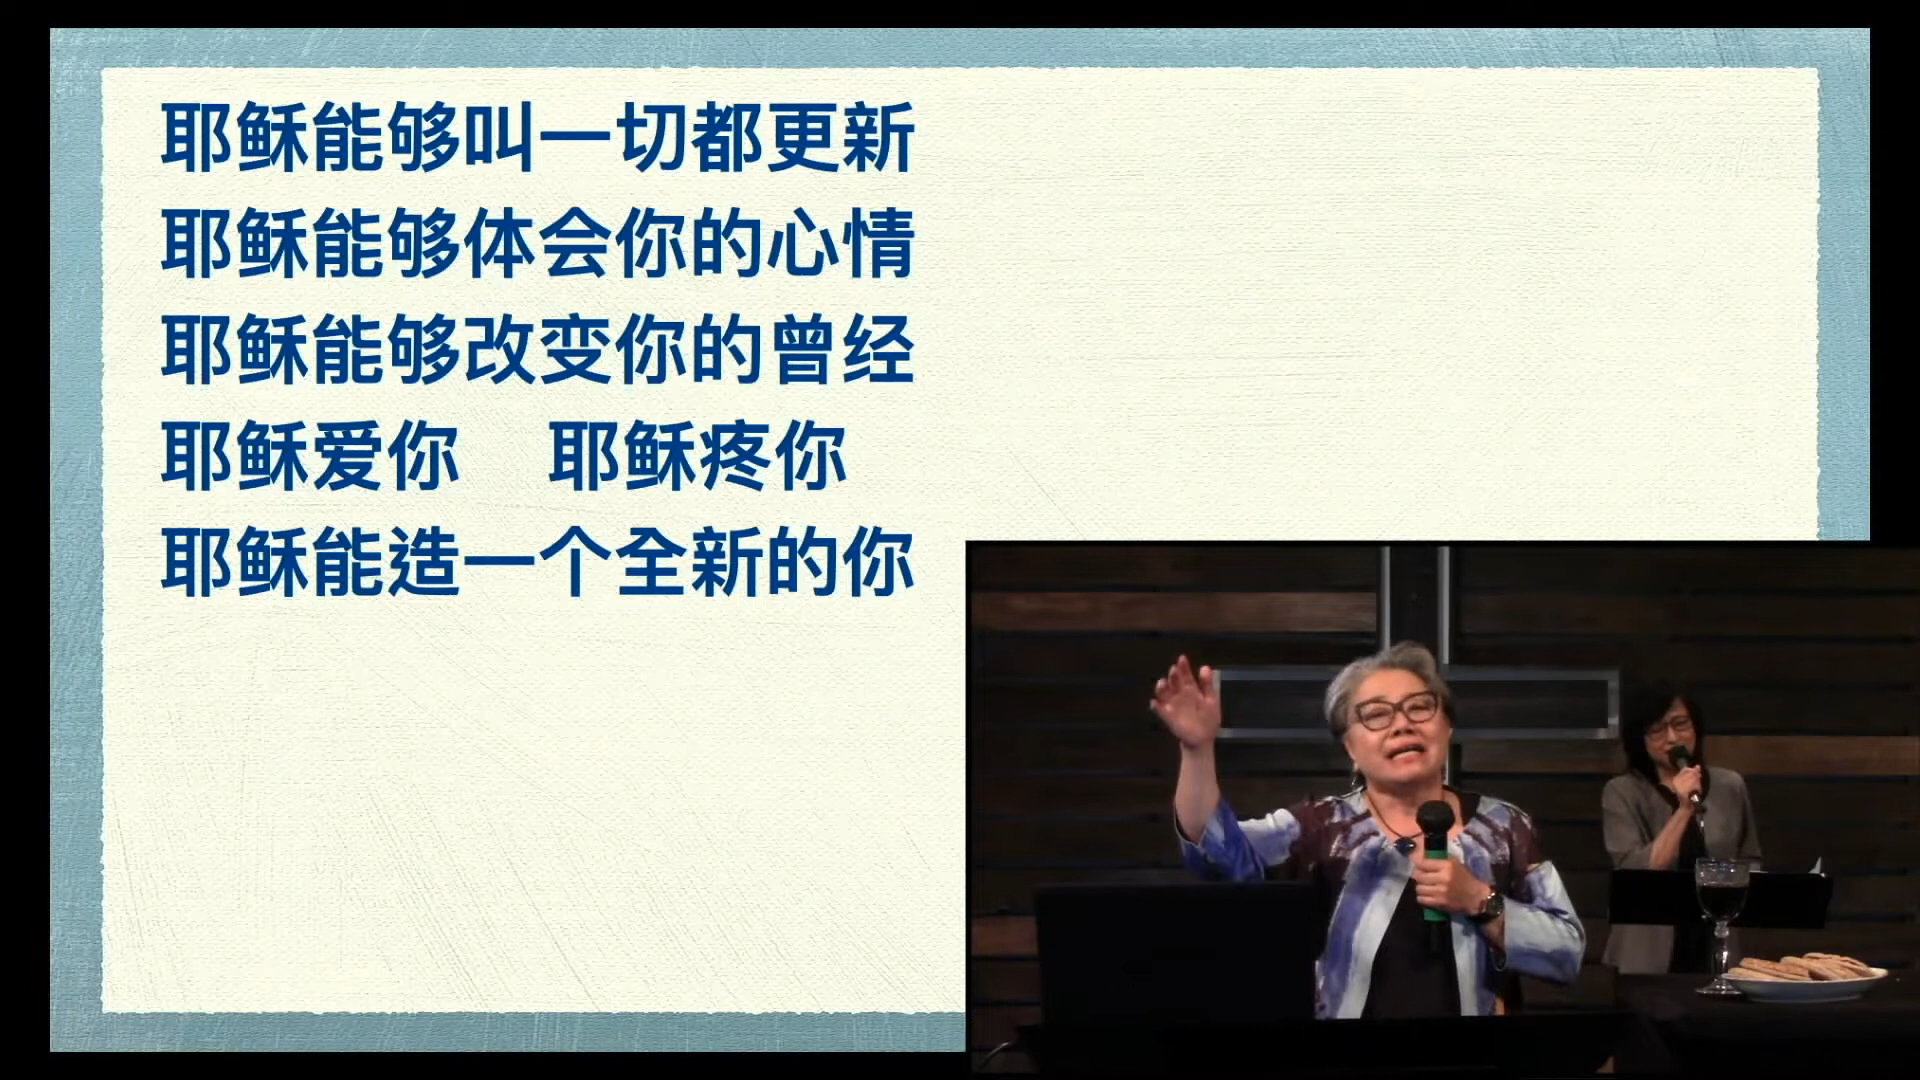 耶稣能够叫一切都更新
耶稣能够体会你的心情
耶稣能够改变你的曾经
耶稣爱你　耶稣疼你
耶稣能造一个全新的你